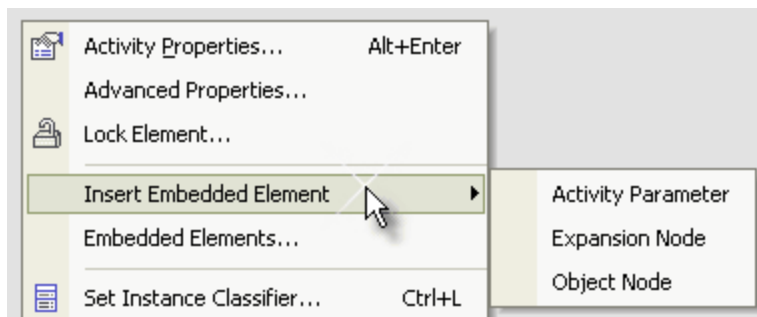 Activity Properties... Alt+Enter
Advanced Properties...
Lock Element...
Insert Embedded Element
Activity Parameter
Embedded Elements...
Expansion Node
Object Node
Set Instance Classifier... Ctrl+L